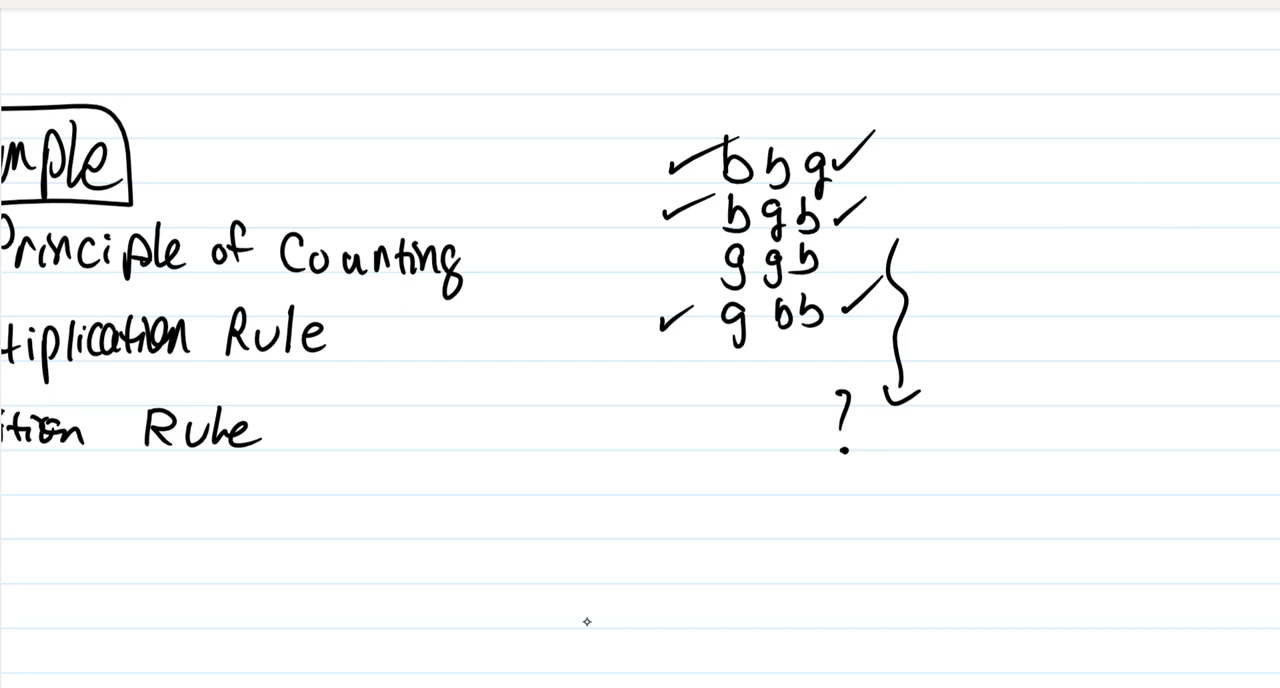 mple
Principle of Counting
tiplication Rule
ition Rule
✓ b b g ✓
✓ b g b ✓
g g b
✓ g b b ✓
?